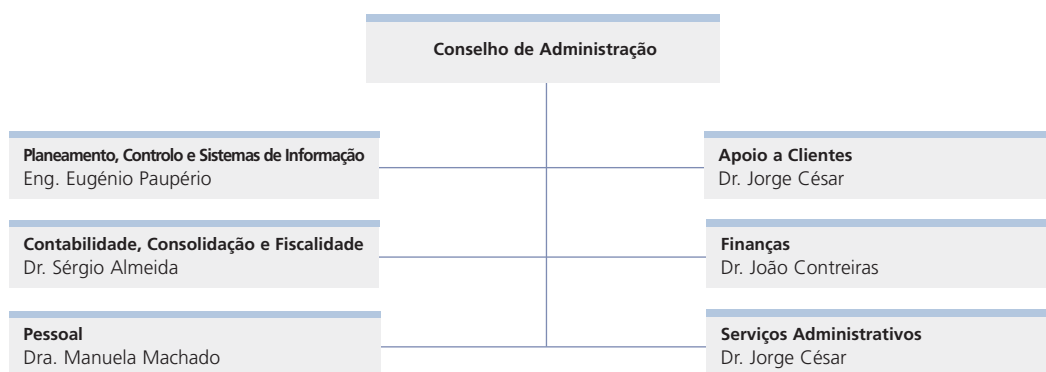 Conselho de Administração
Planeamento, Controlo e Sistemas de Informação
Eng. Eugénio Paupério
Apoio a Clientes
Dr. Jorge César
Contabilidade, Consolidação e Fiscalidade
Dr. Sérgio Almeida
Finanças
Dr. João Contreiras
Pessoal
Dra. Manuela Machado
Serviços Administrativos
Dr. Jorge César